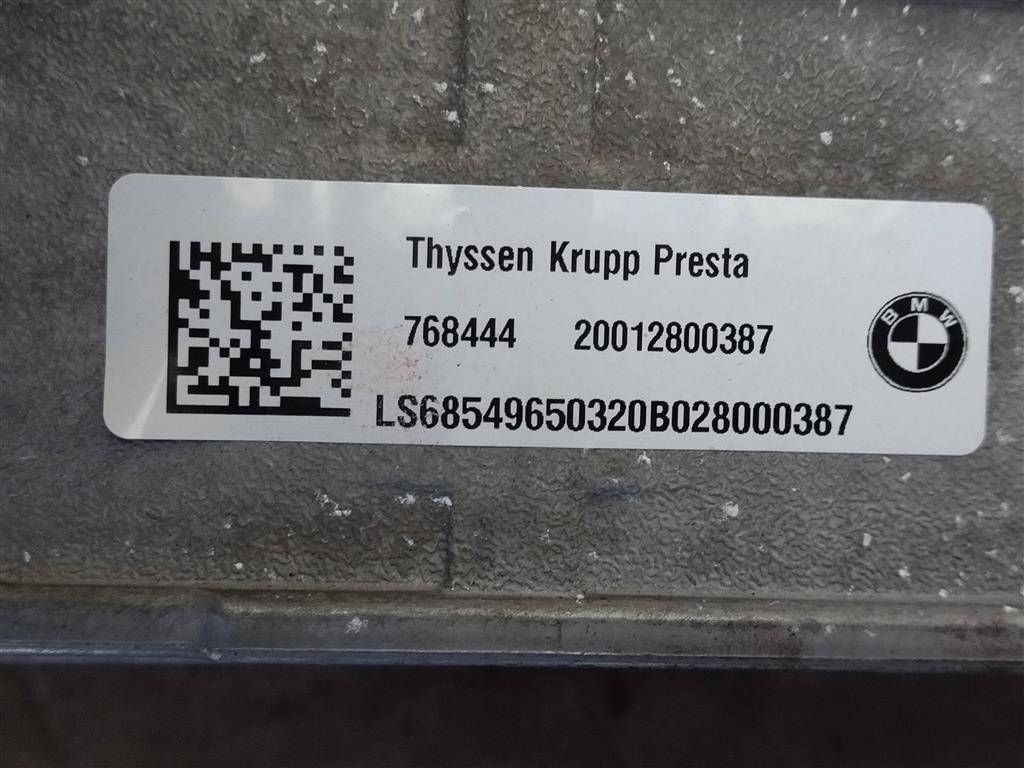 Thyssen Krupp Presta
768444 20012800387
BMW
LS68549650320B028000387